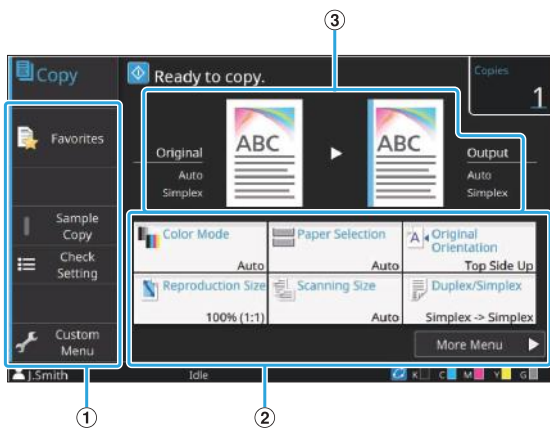 ③
Copy
Ready to copy.
Copies
1
Favorites
Sample
Copy
Check
Setting
Custom
Menu
Original
Auto
Simplex
ABC
ABC
Output
Auto
Simplex
Color Mode
Auto
Paper Selection
Auto
Original
Orientation
Top Side Up
Reproduction Size
100% (1:1)
Scanning Size
Auto
Duplex/Simplex
Simplex -> Simplex
More Menu
J.Smith
Idle
K C M Y G
①
②